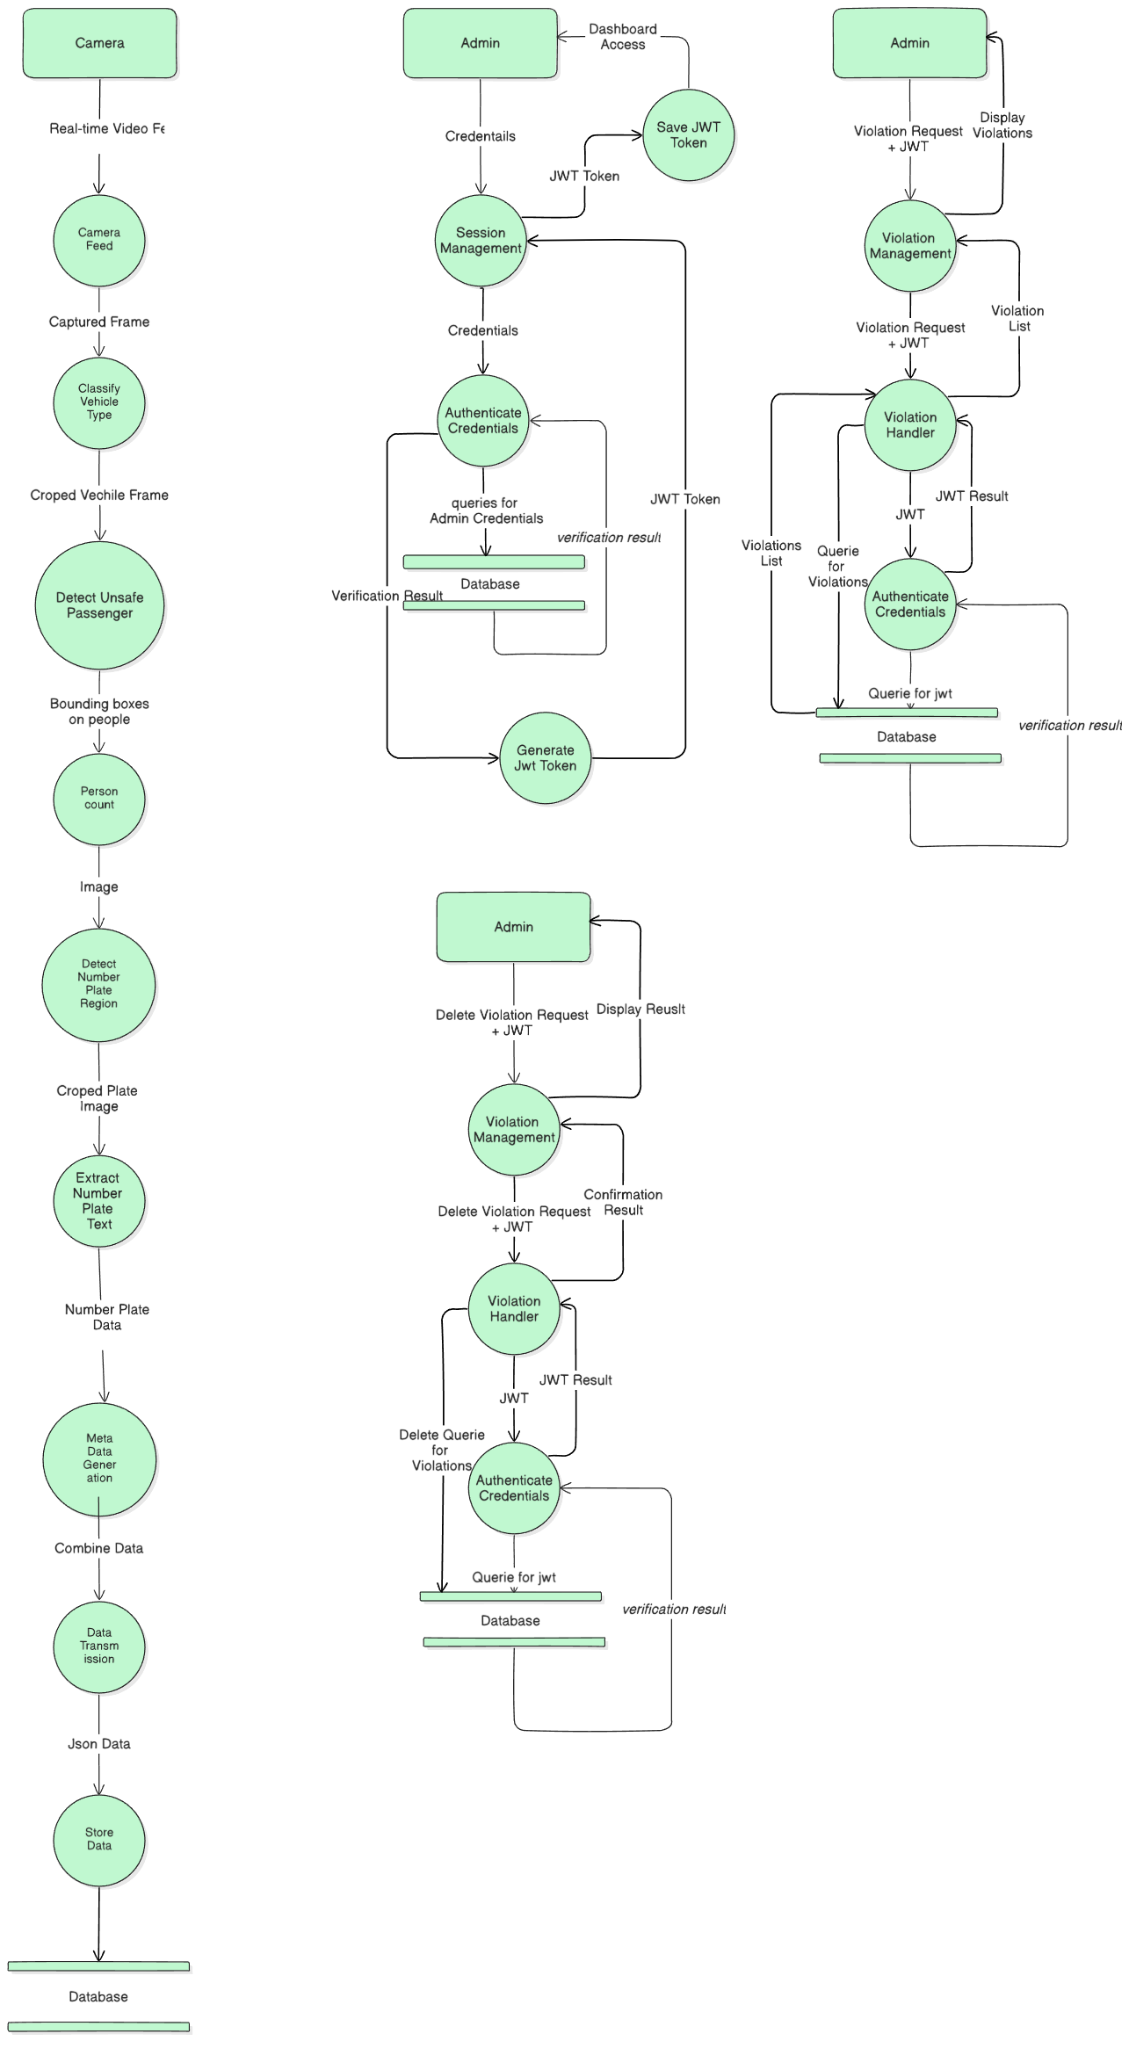 Camera
Real-time Video Fe
Camera
Feed
Captured Frame
Classify
Vehicle
Type
Croped Vechile Frame
Detect Unsafe
Passenger
Bounding boxes
on people
Person
count
Image
Detect
Number
Plate
Region
Croped Plate
Image
Extract
Number
Plate
Text
Number Plate
Data
Meta
Data
Gener
ation
Combine Data
Data
Transm
ission
Json Data
Store
Data
Database
Admin
Dashboard
Access
Credentails
Save JWT
Token
JWT Token
Session
Management
Credentials
Authenticate
Credentials
queries for
Admin Credentials
verification result
JWT Token
Database
Verification Result
Generate
Jwt Token
Admin
Violation Request
+ JWT
Display
Violations
Violation
Management
Violation Request
+ JWT
Violation
List
Violation
Handler
JWT
JWT Result
Violations
List
Querie
for
Violations
Authenticate
Credentials
Querie for jwt
verification result
Database
Admin
Delete Violation Request
+ JWT
Display Reuslt
Violation
Management
Delete Violation Request
+ JWT
Confirmation
Result
Violation
Handler
JWT
JWT Result
Delete Querie
for
Violations
Authenticate
Credentials
Querie for jwt
verification result
Database